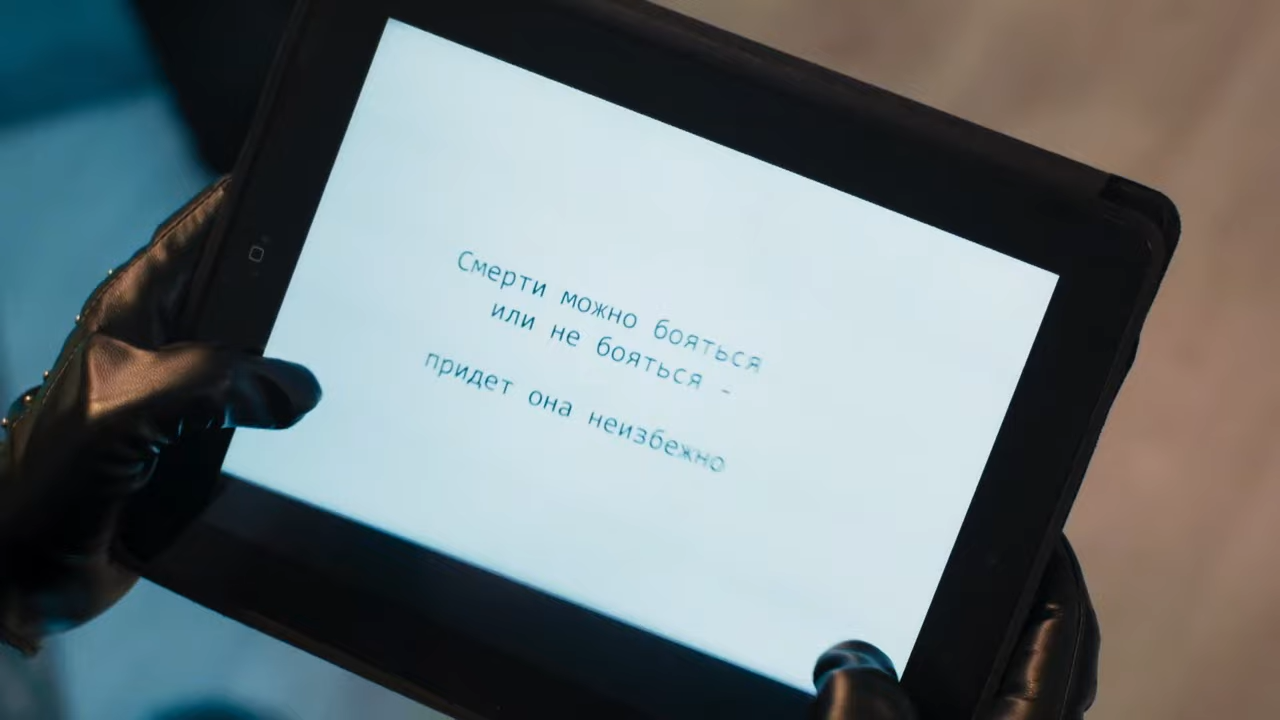 Смерти можно бояться
или не бояться -
придет она неизбежно